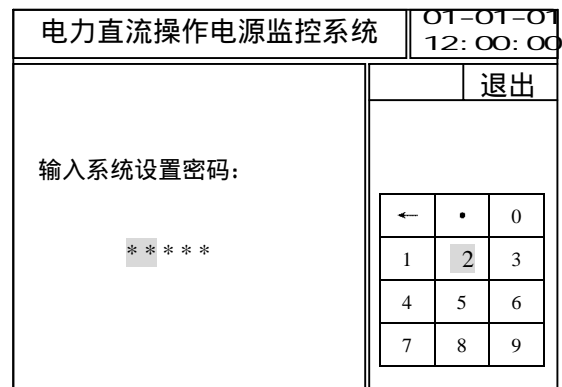 电力直流操作电源监控系统
01-01-01
12:00:00
退出
输入系统设置密码:
*****
← • 0
1 2 3
4 5 6
7 8 9